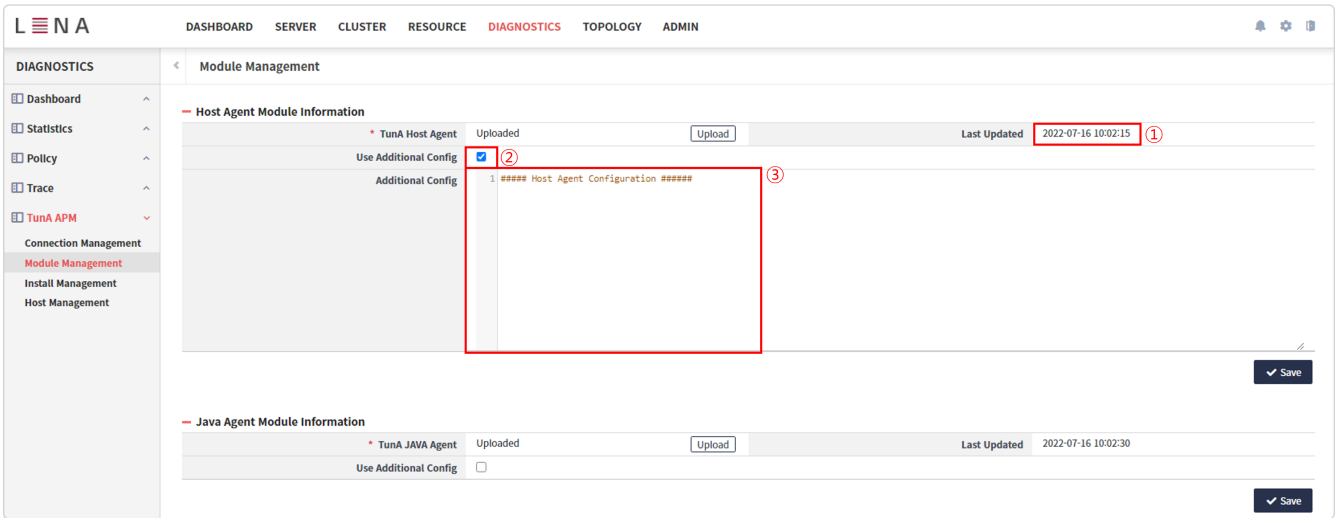 LENA
DASHBOARD SERVER CLUSTER RESOURCE DIAGNOSTICS TOPOLOGY ADMIN
DIAGNOSTICS
Module Management
Dashboard
Statistics
Policy
Trace
TunA APM
Connection Management
Module Management
Install Management
Host Management
Host Agent Module Information
* TunA Host Agent Uploaded Upload Last Updated 2022-07-16 10:02:15 ①
Use Additional Config ②
Additional Config 1 ##### Host Agent Configuration ###### ③
Save
Java Agent Module Information
* TunA JAVA Agent Uploaded Upload Last Updated 2022-07-16 10:02:30
Use Additional Config
Save